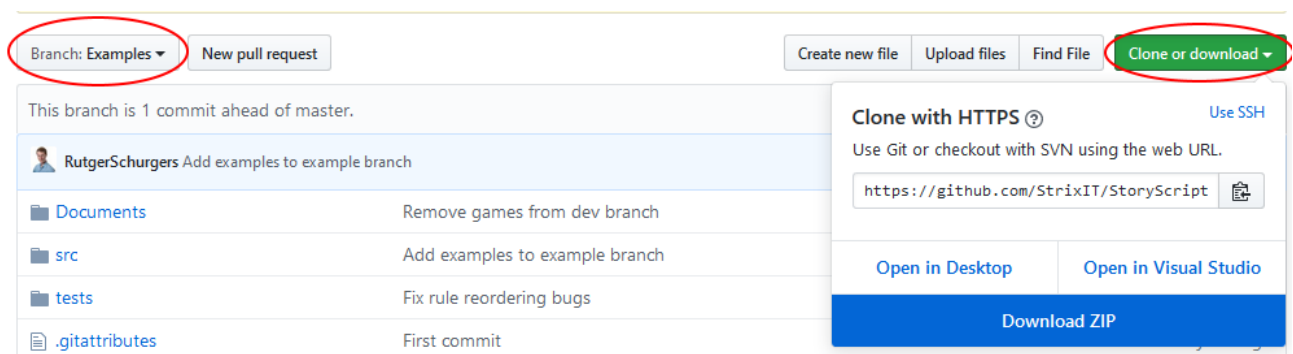 Branch: Examples
New pull request
Create new file
Upload files
Find File
Clone or download
This branch is 1 commit ahead of master.
RutgerSchurgers Add examples to example branch
Documents Remove games from dev branch
src Add examples to example branch
tests Fix rule reordering bugs
.gitattributes First commit
Clone with HTTPS ?
Use SSH
Use Git or checkout with SVN using the web URL.
https://github.com/StrixIT/StoryScript
Open in Desktop
Open in Visual Studio
Download ZIP